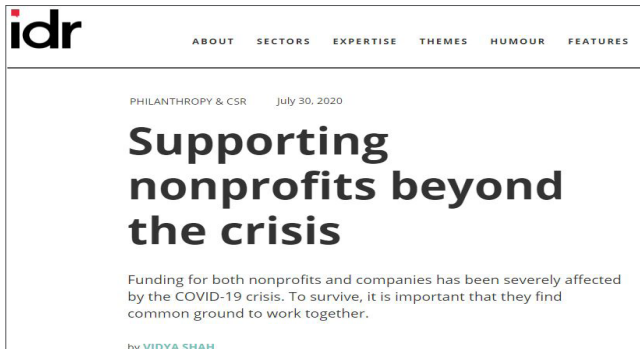 idr
ABOUT SECTORS EXPERTISE THEMES HUMOUR FEATURES
PHILANTHROPY & CSR July 30, 2020
Supporting
nonprofits beyond
the crisis
Funding for both nonprofits and companies has been severely affected
by the COVID-19 crisis. To survive, it is important that they find
common ground to work together.
by VIDYA SHAH